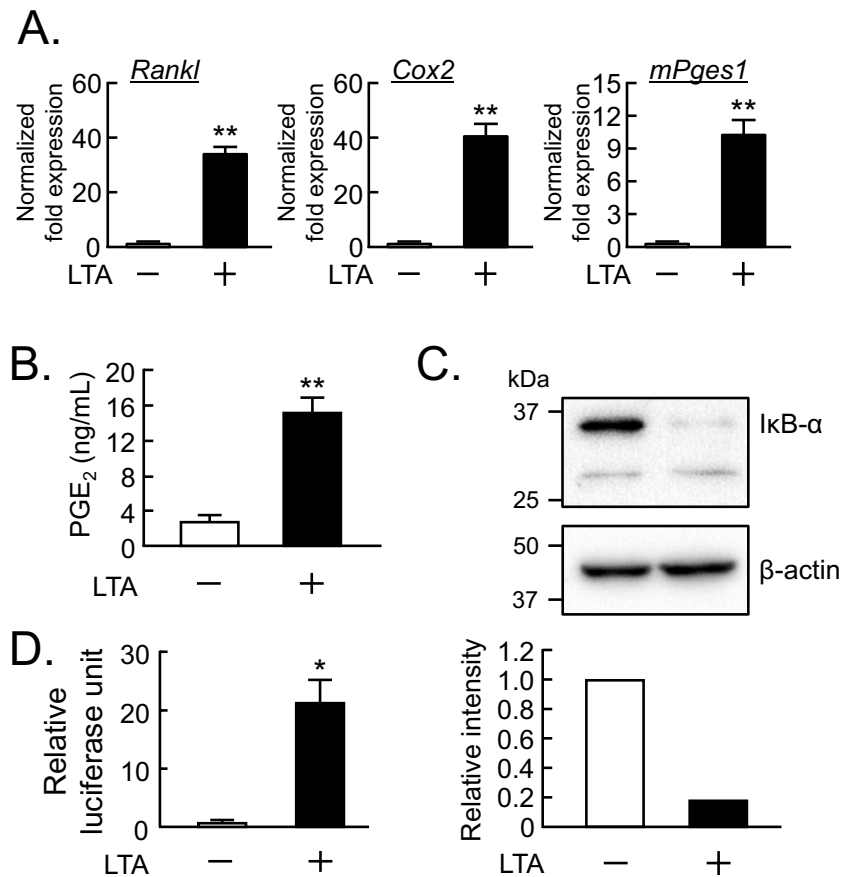 A.
Rankl
Cox2
mPges1
Normalized
fold expression
60
40
20
0
**
LTA − +
Normalized
fold expression
60
40
20
0
**
LTA − +
Normalized
fold expression
15
12
9
6
3
0
**
LTA − +
B.
PGE2 (ng/mL)
20
16
12
8
4
0
**
LTA − +
C.
kDa
37
25
IκB-α
50
37
β-actin
D.
Relative
luciferase unit
30
20
10
0
*
LTA − +
Relative intensity
1.2
1.0
0.8
0.6
0.4
0.2
0
LTA − +